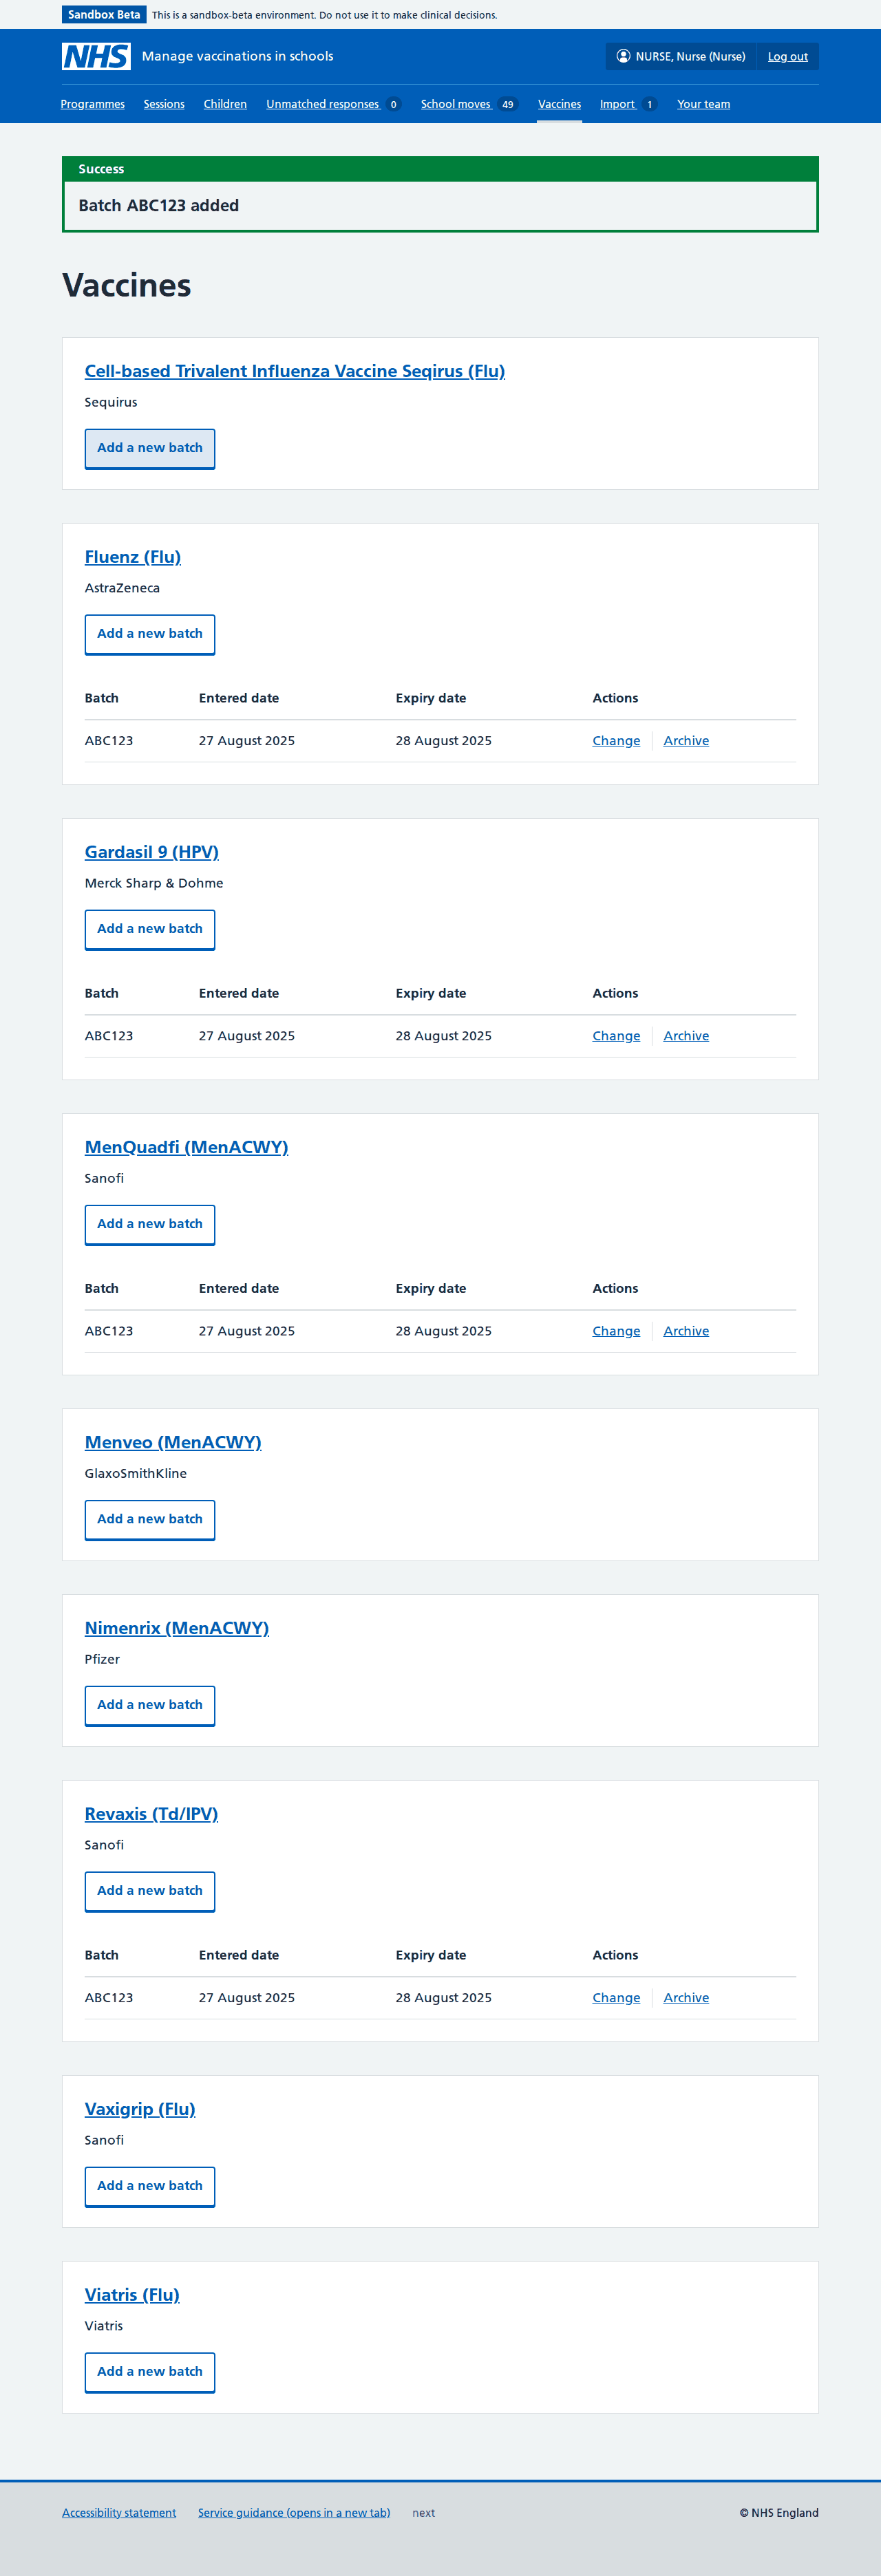 Sandbox Beta This is a sandbox-beta environment. Do not use it to make clinical decisions.
NHS Manage vaccinations in schools NURSE, Nurse (Nurse) Log out
Programmes Sessions Children Unmatched responses 0 School moves 49 Vaccines Import 1 Your team
Success
Batch ABC123 added
Vaccines
Cell-based Trivalent Influenza Vaccine Seqirus (Flu)
Sequirus
Add a new batch
Fluenz (Flu)
AstraZeneca
Add a new batch
Batch Entered date Expiry date Actions
ABC123 27 August 2025 28 August 2025 Change Archive
Gardasil 9 (HPV)
Merck Sharp & Dohme
Add a new batch
Batch Entered date Expiry date Actions
ABC123 27 August 2025 28 August 2025 Change Archive
MenQuadfi (MenACWY)
Sanofi
Add a new batch
Batch Entered date Expiry date Actions
ABC123 27 August 2025 28 August 2025 Change Archive
Menveo (MenACWY)
GlaxoSmithKline
Add a new batch
Nimenrix (MenACWY)
Pfizer
Add a new batch
Revaxis (Td/IPV)
Sanofi
Add a new batch
Batch Entered date Expiry date Actions
ABC123 27 August 2025 28 August 2025 Change Archive
Vaxigrip (Flu)
Sanofi
Add a new batch
Viatris (Flu)
Viatris
Add a new batch
Accessibility statement Service guidance (opens in a new tab) next © NHS England